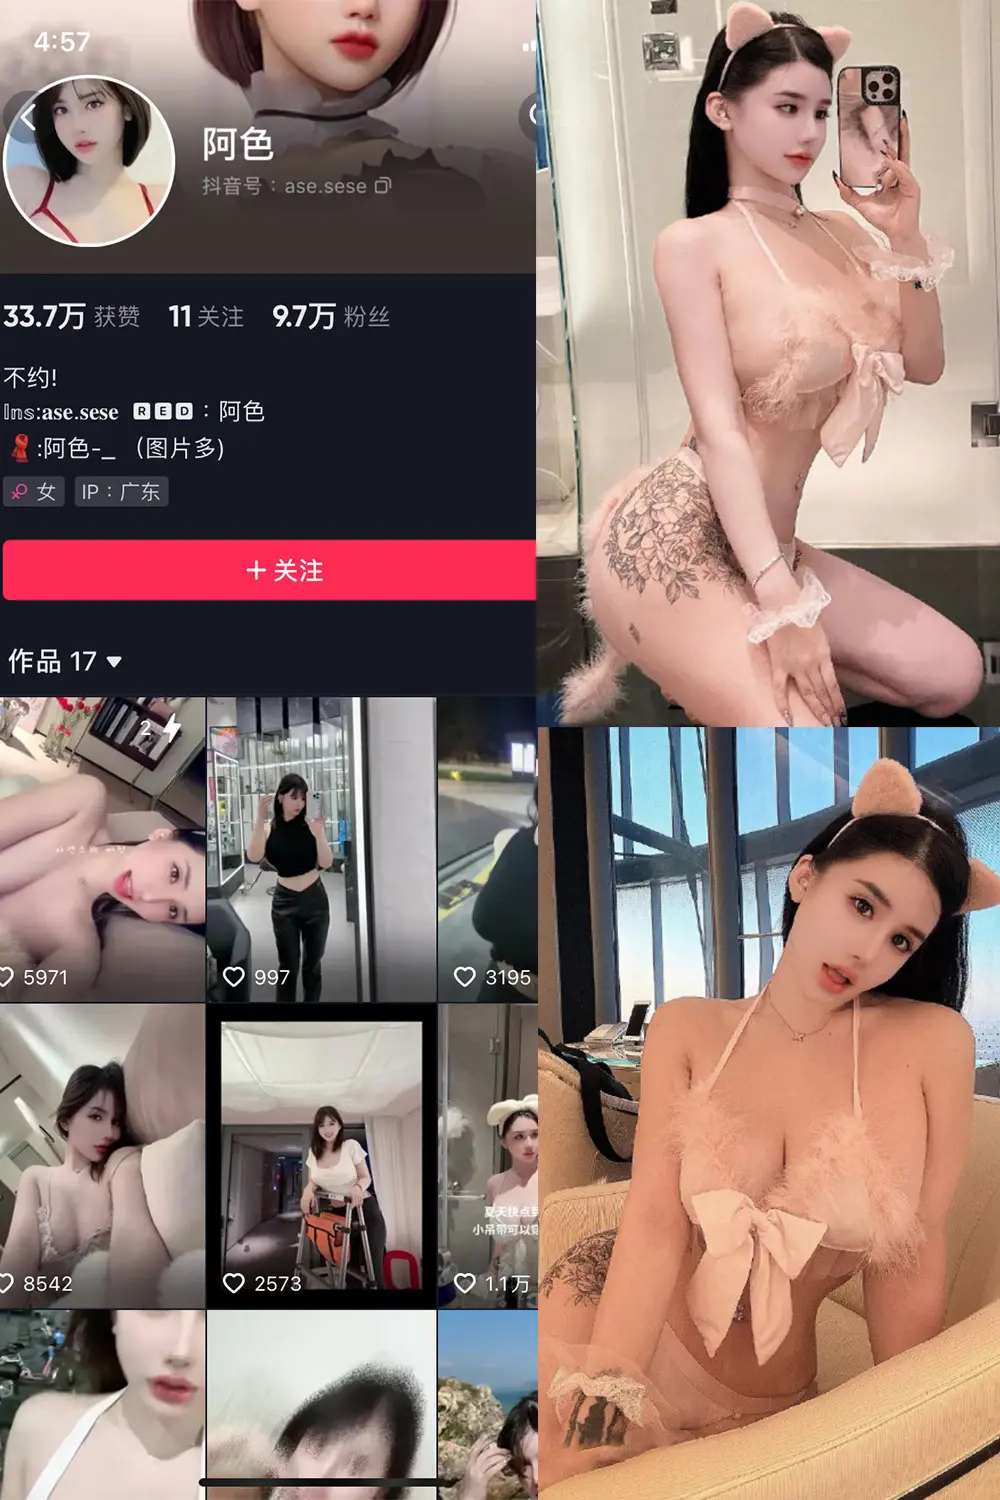 4:57
阿色
抖音号：ase.sese
33.7万 获赞 11 关注 9.7万 粉丝
不约!
𝕀𝕟𝕤:𝐚𝐬𝐞.𝐬𝐞𝐬𝐞 🆁🅴🅳：阿色
:阿色-_ （图片多)
女 IP：广东
+ 关注
作品 17
2
5971
997
3195
夏天快点到
小吊带可以穿
8542
2573
1.1万